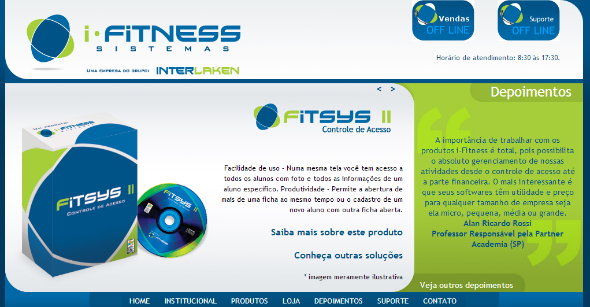 i·FiTNESS
SISTEMAS
UMA EMPRESA DO GRUPO: INTERLAKEN
Vendas
OFF LINE
Suporte
OFF LINE
Horário de atendimento: 8:30 às 17:30.
< >
FiTSYS II
Controle de Acesso
Facilidade de uso - Numa mesma tela você tem acesso a
todos os alunos com foto e todos as informações de um
aluno especifico. Produtividade - Permite a abertura de
mais de uma ficha ao mesmo tempo ou o cadastro de um
novo aluno com outra ficha aberta.
Saiba mais sobre este produto
Conheça outras soluções
* imagem meramente ilustrativa
i·FiTNESS
FiTSYS II
CONTROLE DE ACESSO
FiTSYS II
Depoimentos
A importância de trabalhar com os
produtos i-Fitness é total, pois possibilita
o absoluto gerenciamento de nossas
atividades desde o controle de acesso até
a parte financeira. O mais interessante é
que seus softwares têm utilidade e preço
para qualquer tamanho de empresa seja
ela micro, pequena, média ou grande.
Alan Ricardo Rossi
Professor Responsável pela Partner
Academia (SP)
Veja outros depoimentos
HOME INSTITUCIONAL PRODUTOS LOJA DEPOIMENTOS SUPORTE CONTATO